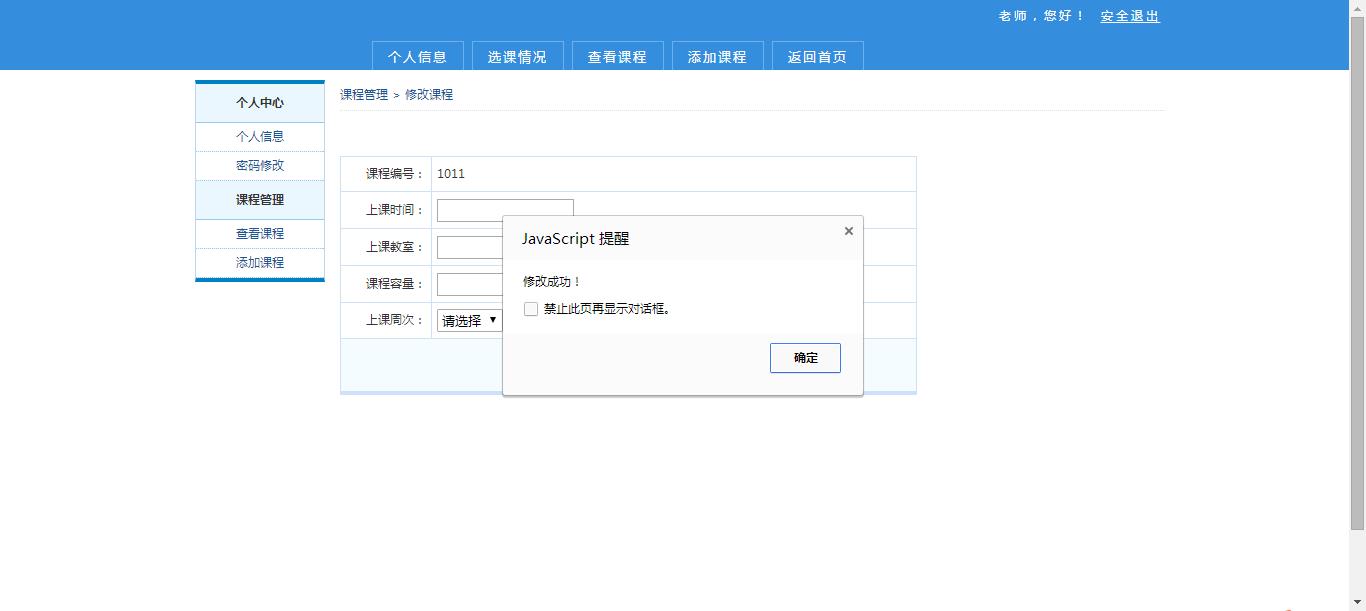 老师，您好！ 安全退出
个人信息 选课情况 查看课程 添加课程 返回首页
个人中心
个人信息
密码修改
课程管理
查看课程
添加课程
课程管理 > 修改课程
课程编号： 1011
上课时间：
上课教室：
课程容量：
上课周次： 请选择
JavaScript 提醒
修改成功！
禁止此页再显示对话框。
确定